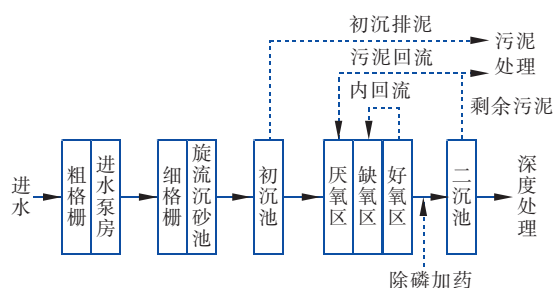 初沉排泥
污泥
处理
污泥回流
内回流
剩余污泥
进水
粗格栅
进水泵房
细格栅
旋流沉砂池
初沉池
厌氧区
缺氧区
好氧区
二沉池
深度处理
除磷加药